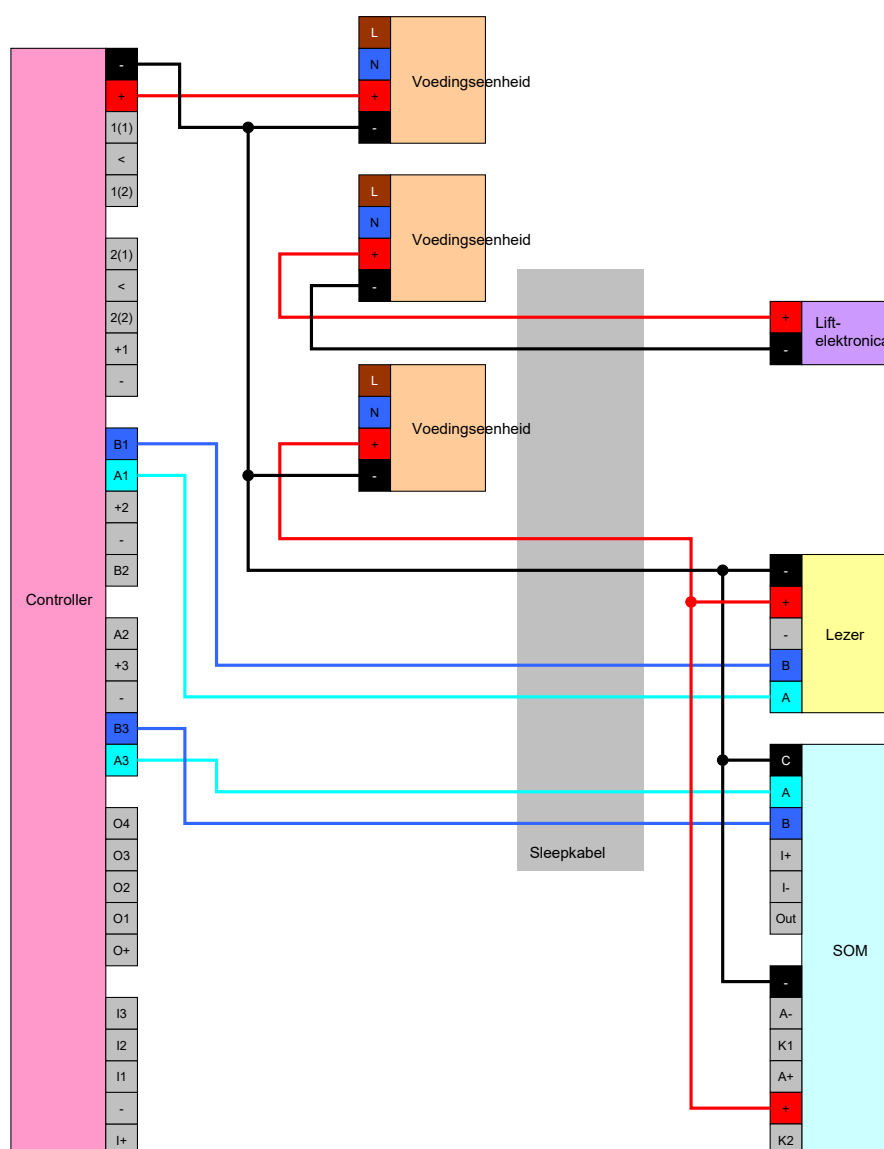 Controller
-
+
1(1)
<
1(2)
2(1)
<
2(2)
+1
-
B1
A1
+2
-
B2
A2
+3
-
B3
A3
O4
O3
O2
O1
O+
I3
I2
I1
-
I+
L
N
+
-
Voedingseenheid
L
N
+
-
Voedingseenheid
L
N
+
-
Voedingseenheid
Sleepkabel
+
-
Lift-
elektronica
-
+
-
B
A
Lezer
C
A
B
I+
I-
Out
-
A-
K1
A+
+
K2
SOM